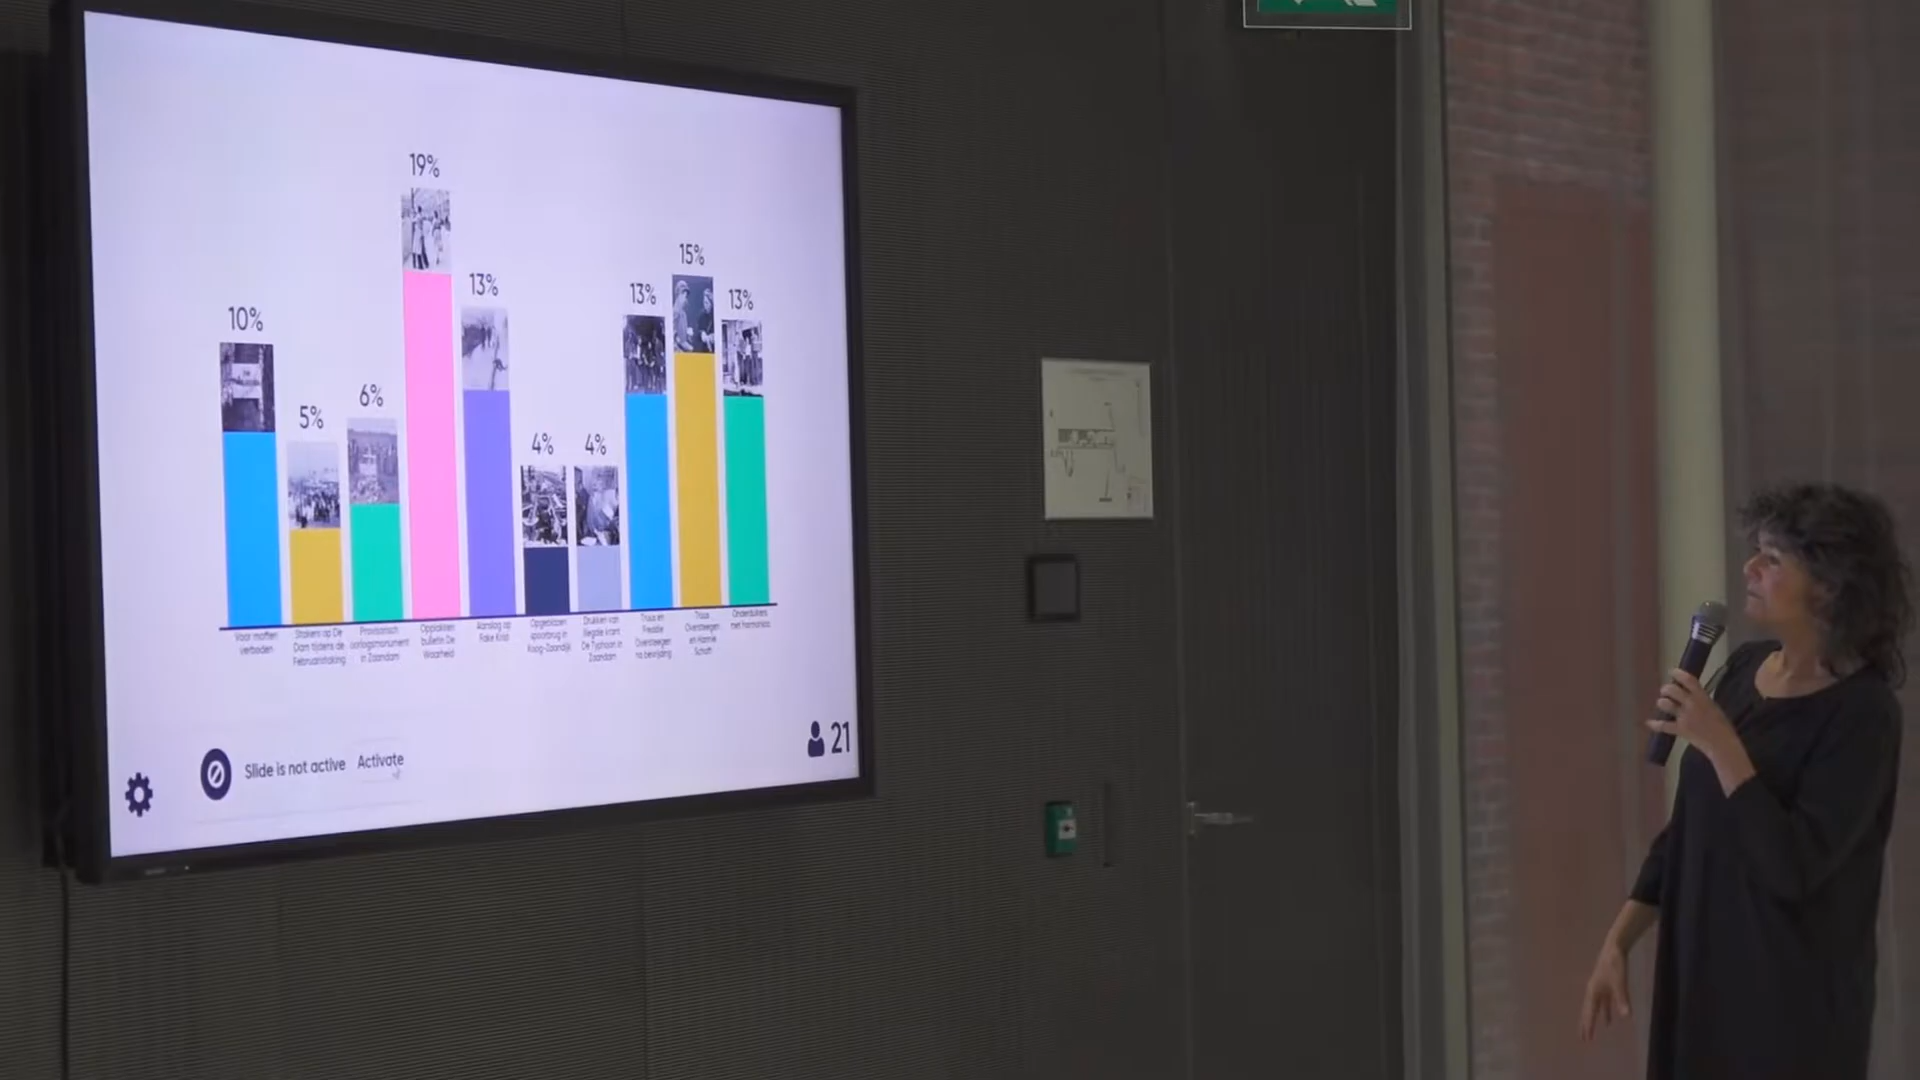 19%
15%
13%
13%
13%
10%
6%
5%
4%
4%
Voor moffen
verboden
Stakers op De
Dam tijdens de
Februaristaking
Provisorisch
oorlogsmonument
in Zaandam
Opplakken
bulletin De
Waarheid
Aanslag op
Fake Krist
Opgeblazen
spoorbrug in
Koog-Zaandijk
Drukken van
illegale krant
De Typhoon in
Zaandam
Truus en
Freddie
Oversteegen
na bevrijding
Truus
Oversteegen
en Hannie
Schaft
Onderduikers
met harmonica
Slide is not active Activate
21